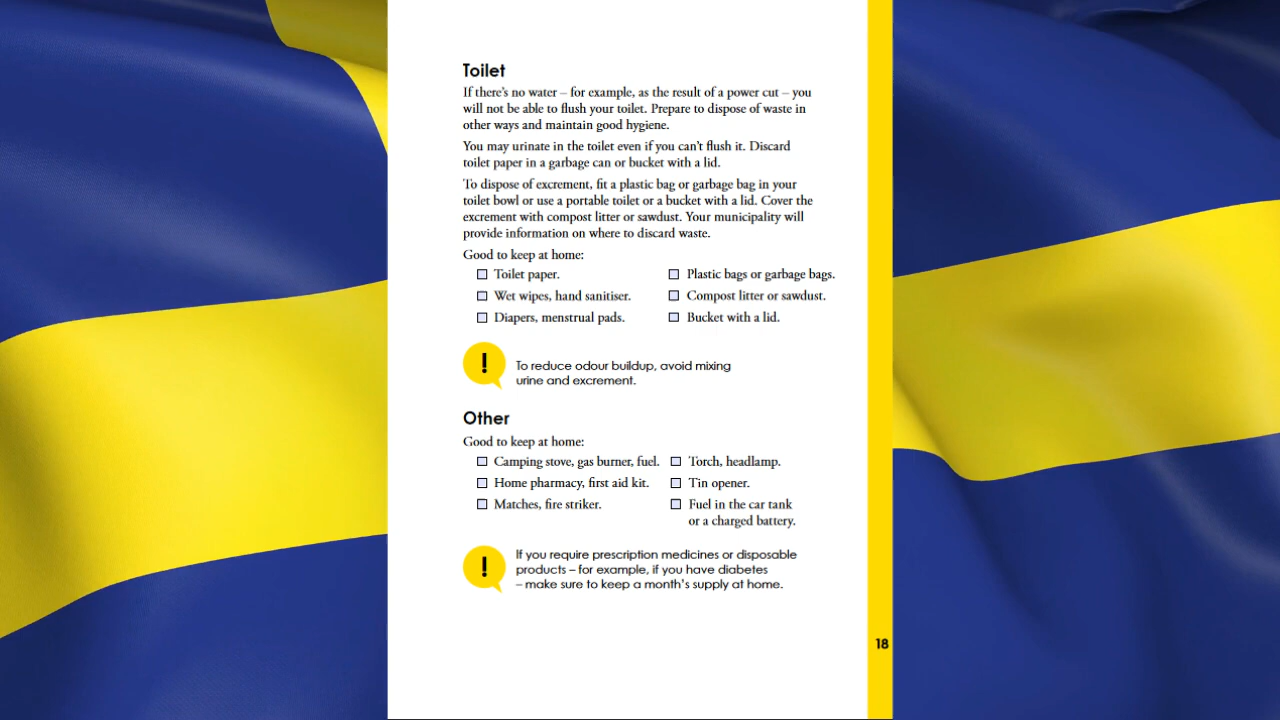 Toilet
If there's no water – for example, as the result of a power cut – you
will not be able to flush your toilet. Prepare to dispose of waste in
other ways and maintain good hygiene.
You may urinate in the toilet even if you can't flush it. Discard
toilet paper in a garbage can or bucket with a lid.
To dispose of excrement, fit a plastic bag or garbage bag in your
toilet bowl or use a portable toilet or a bucket with a lid. Cover the
excrement with compost litter or sawdust. Your municipality will
provide information on where to discard waste.
Good to keep at home:
Toilet paper.
Wet wipes, hand sanitiser.
Diapers, menstrual pads.
Plastic bags or garbage bags.
Compost litter or sawdust.
Bucket with a lid.
!
To reduce odour buildup, avoid mixing
urine and excrement.
Other
Good to keep at home:
Camping stove, gas burner, fuel.
Home pharmacy, first aid kit.
Matches, fire striker.
Torch, headlamp.
Tin opener.
Fuel in the car tank
or a charged battery.
!
If you require prescription medicines or disposable
products – for example, if you have diabetes
– make sure to keep a month's supply at home.
18